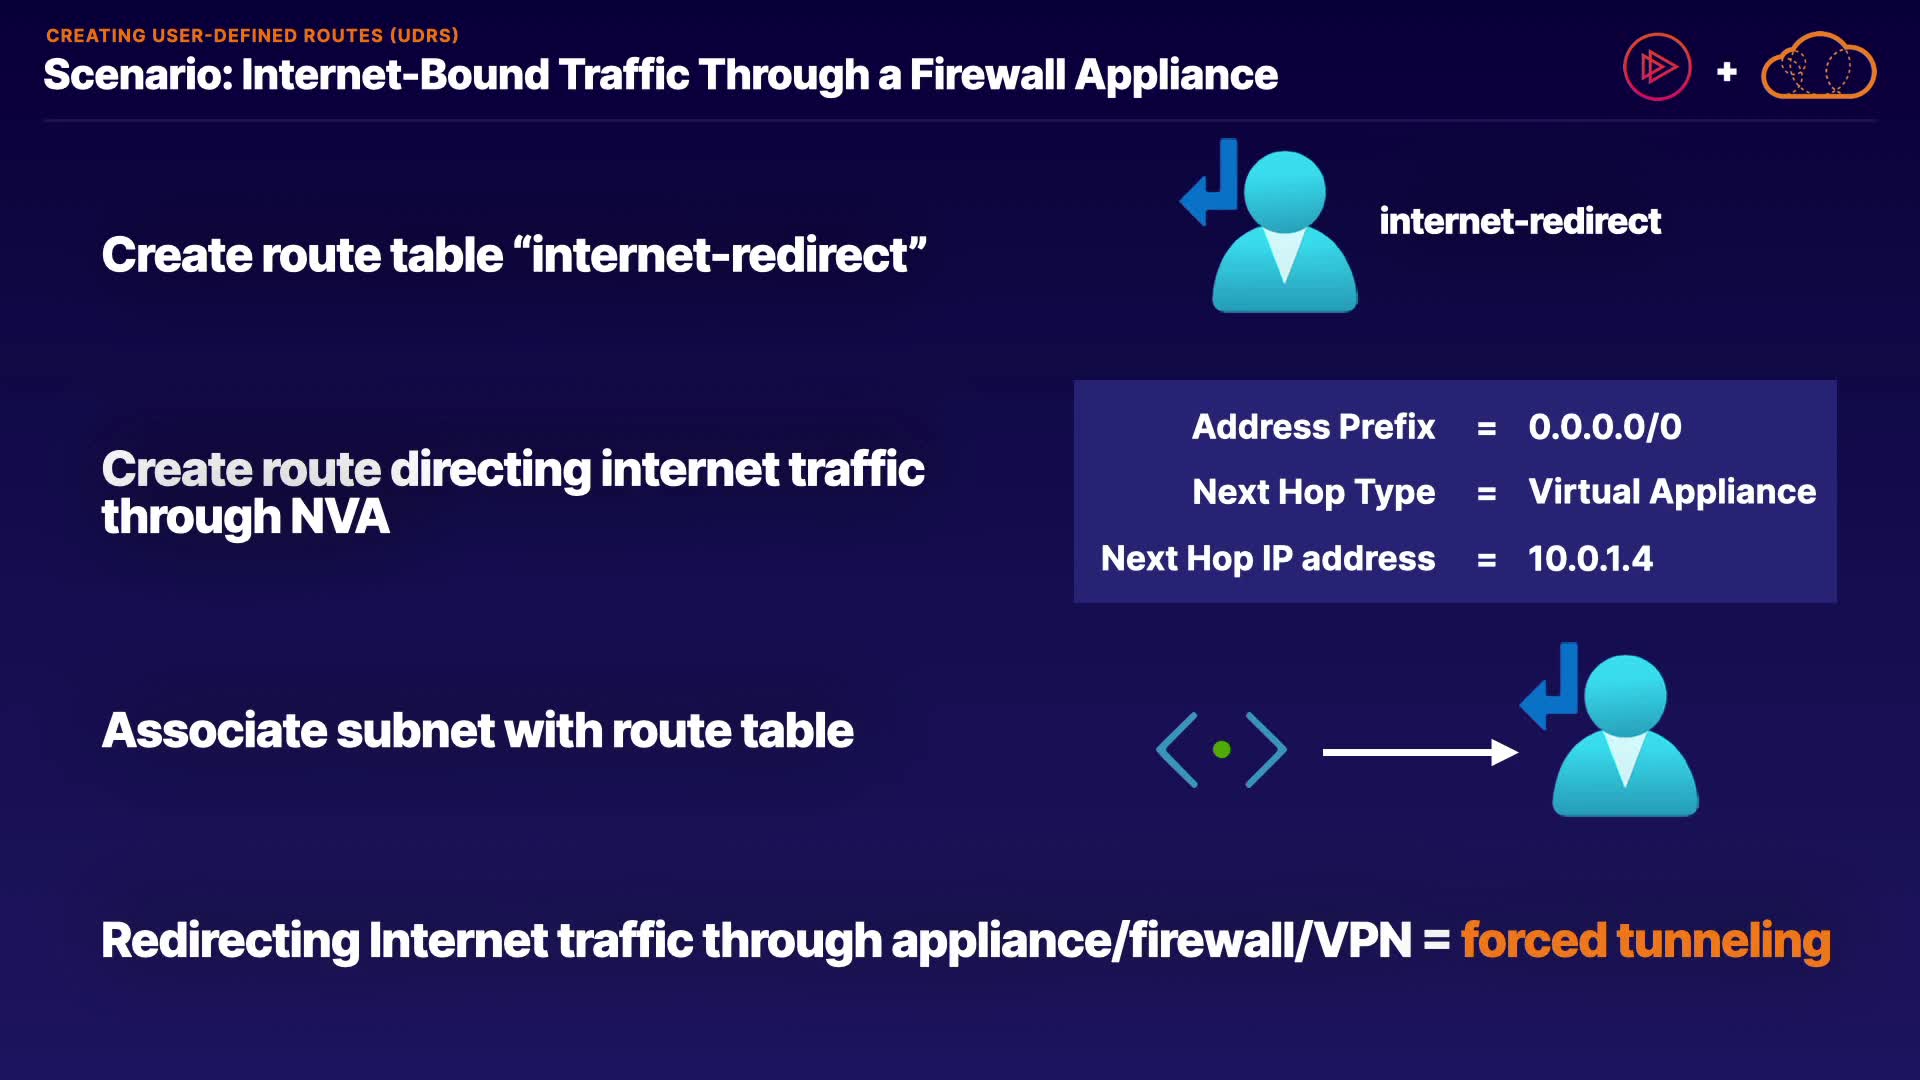 CREATING USER-DEFINED ROUTES (UDRS)
Scenario: Internet-Bound Traffic Through a Firewall Appliance
+
Create route table “internet-redirect”
internet-redirect
Create route directing internet traffic
through NVA
Address Prefix = 0.0.0.0/0
Next Hop Type = Virtual Appliance
Next Hop IP address = 10.0.1.4
Associate subnet with route table
Redirecting Internet traffic through appliance/firewall/VPN = forced tunneling